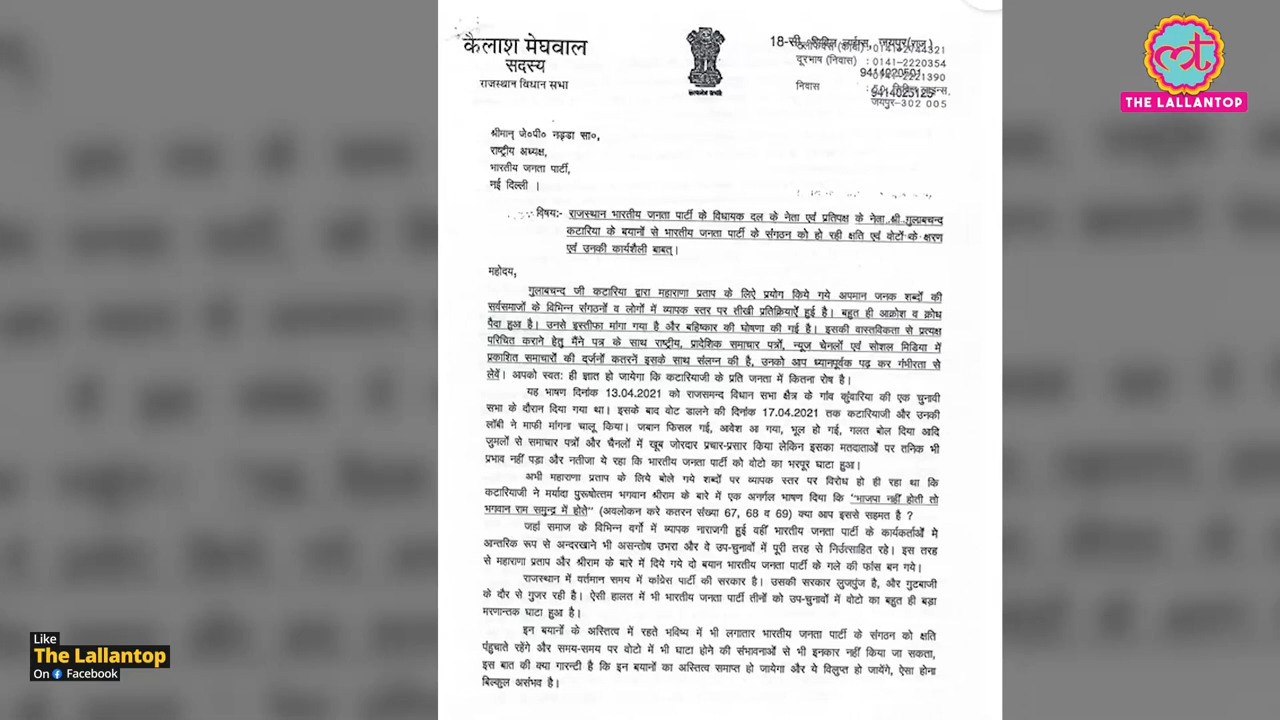 कैलाश मेघवाल
सदस्य
राजस्थान विधान सभा
सत्यमेव जयते
18-सी, सिविल लाईन्स, जयपुर(राज.)
दूरभाष (निवास) : 0141-2220354
9414025125
निवास
जयपुर-302 005
THE LALLANTOP
श्रीमान् जे०पी० नड्डा सा०,
राष्ट्रीय अध्यक्ष,
भारतीय जनता पार्टी,
नई दिल्ली ।
विषय:- राजस्थान भारतीय जनता पार्टी के विधायक दल के नेता एवं प्रतिपक्ष के नेता श्री गुलाबचन्द
कटारिया के बयानों से भारतीय जनता पार्टी के संगठन को हो रही क्षति एवं वोटों के क्षरण
एवं उनकी कार्यशैली बाबत्।
महोदय,
गुलाबचन्द जी कटारिया द्वारा महाराणा प्रताप के लिऐ प्रयोग किये गये अपमान जनक शब्दों की
सर्वसमाजों के विभिन्न संगठनों व लोगों में व्यापक स्तर पर तीखी प्रतिक्रियाऐं हुई है। बहुत ही आक्रोश व क्रोध
पैदा हुआ है। उनसे इस्तीफा मांगा गया है और बहिष्कार की घोषणा की गई है। इसकी वास्तविकता से प्रत्यक्ष
परिचित कराने हेतु मैंने पत्र के साथ राष्ट्रीय, प्रादेशिक समाचार पत्रों, न्यूज चेनलों एवं सोशल मिडिया में
प्रकाशित समाचारों की दर्जनों कतरनें इसके साथ संलग्न की है, उनको आप ध्यानपूर्वक पढ़ कर गंभीरता से
लेवें। आपको स्वत: ही ज्ञात हो जायेगा कि कटारियाजी के प्रति जनता में कितना रोष है।
यह भाषण दिनांक 13.04.2021 को राजसमन्द विधान सभा क्षैत्र के गांव कूंवारिया की एक चुनावी
सभा के दौरान दिया गया था। इसके बाद वोट डालने की दिनांक 17.04.2021 तक कटारियाजी और उनकी
लॉबी ने माफी मांगना चालू किया। जबान फिसल गई, आवेश आ गया, भूल हो गई, गलत बोल दिया आदि
जुमलों से समाचार पत्रों और चैनलों में खूब जोरदार प्रचार-प्रसार किया लेकिन इसका मतदाताओं पर तनिक भी
प्रभाव नहीं पड़ा और नतीजा ये रहा कि भारतीय जनता पार्टी को वोटो का भरपूर घाटा हुआ।
अभी महाराणा प्रताप के लिये बोले गये शब्दों पर व्यापक स्तर पर विरोध हो ही रहा था कि
कटारियाजी ने मर्यादा पुरूषोत्तम भगवान श्रीराम के बारे में एक अनर्गल भाषण दिया कि "भाजपा नहीं होती तो
भगवान राम समुन्द्र में होते" (अवलोकन करे कतरन संख्या 67, 68 व 69) क्या आप इससे सहमत है ?
जहां समाज के विभिन्न वर्गो में व्यापक नाराजगी हुई वहीं भारतीय जनता पार्टी के कार्यकर्ताओं मे
आन्तरिक रूप से अन्दरखाने भी असन्तोष उभरा और वे उप-चुनावों में पूरी तरह से निर्उत्साहित रहे। इस तरह
से महाराणा प्रताप और श्रीराम के बारे में दिये गये दो बयान भारतीय जनता पार्टी के गले की फांस बन गये।
राजस्थान में वर्तमान समय में कांग्रेस पार्टी की सरकार है। उसकी सरकार लुजपुंज है, और गुटबाजी
के दौर से गुजर रही है। ऐसी हालत में भी भारतीय जनता पार्टी तीनों को उप-चुनावों में वोटो का बहुत ही बड़ा
मरणान्तक घाटा हुआ है।
इन बयानों के अस्तित्व में रहते भविष्य में भी लगातार भारतीय जनता पार्टी के संगठन को क्षति
पंहुचाते रहेंगे और समय-समय पर वोटो में भी घाटा होने की संभावनाओं से भी इनकार नहीं किया जा सकता,
इस बात की क्या गारन्टी है कि इन बयानों का अस्तित्व समाप्त हो जायेगा और ये विलुप्त हो जायेंगे, ऐसा होना
बिल्कुल असंभव है।
Like
The Lallantop
On Facebook